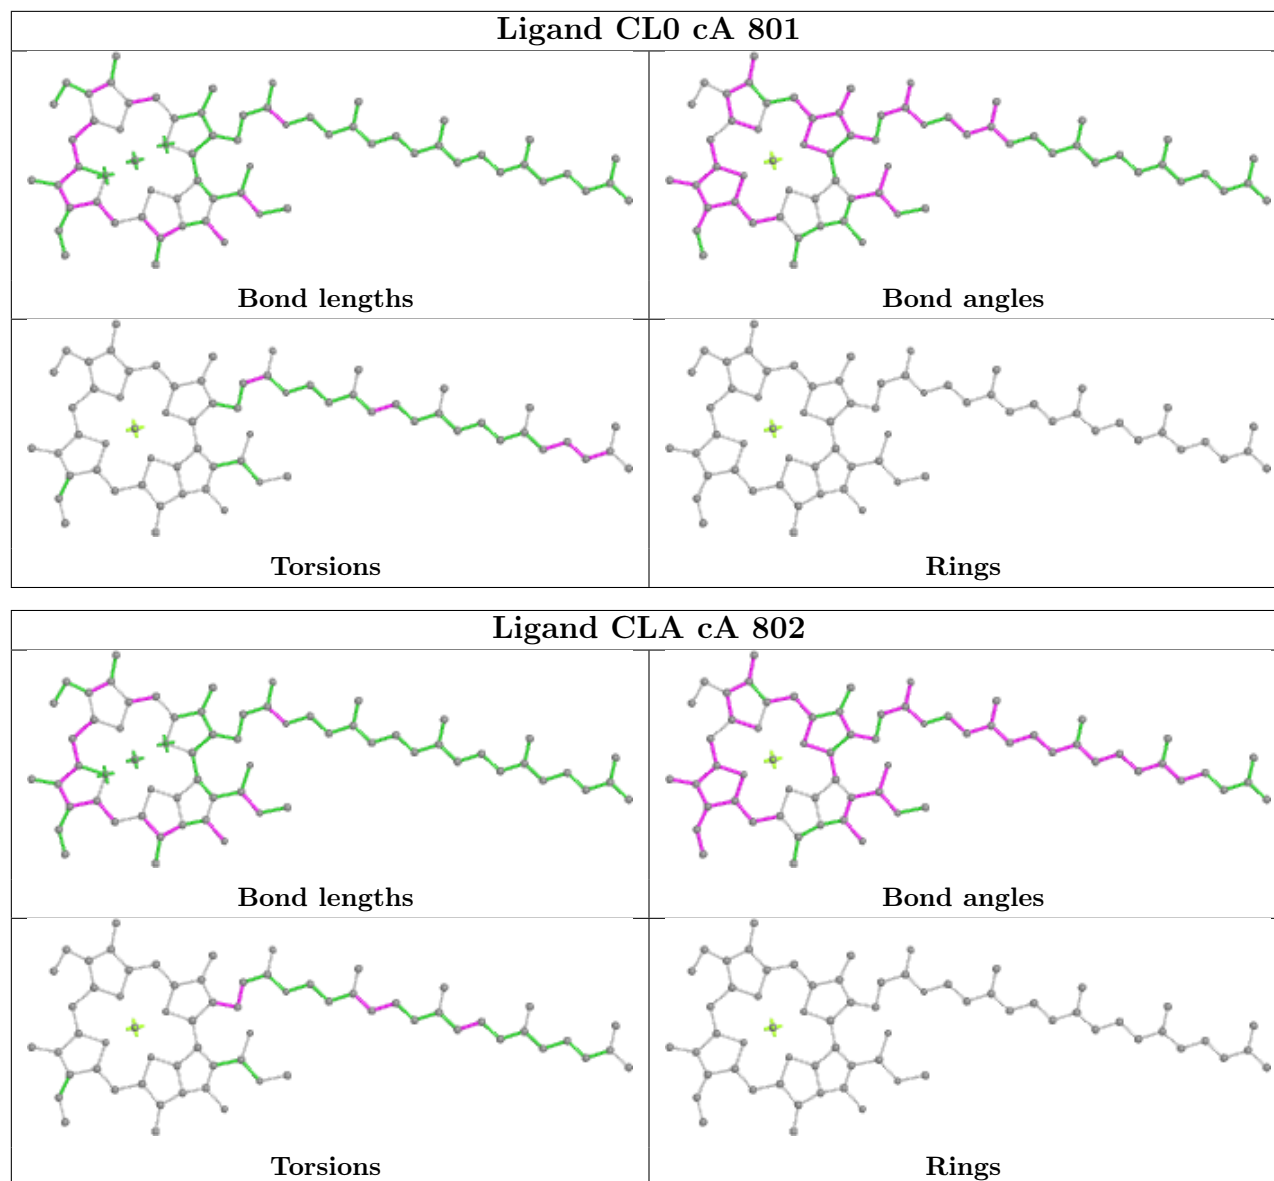 Ligand CL0 cA 801
Bond lengths
Bond angles
Torsions
Rings
Ligand CLA cA 802
Bond lengths
Bond angles
Torsions
Rings